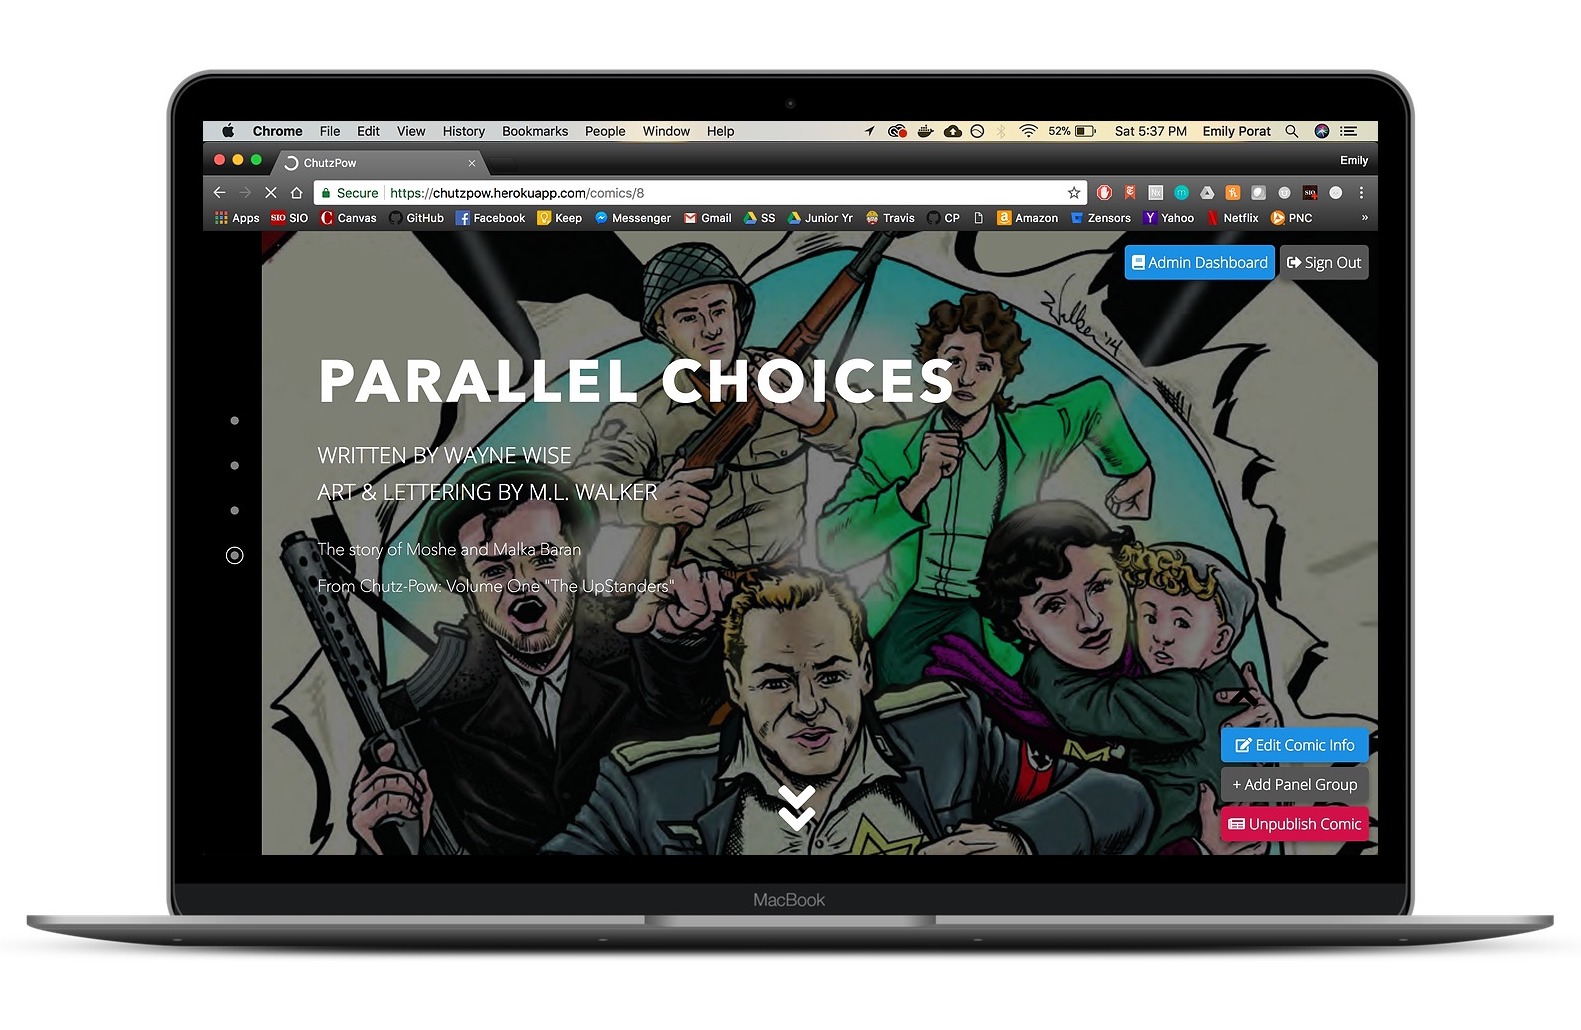 Chrome File Edit View History Bookmarks People Window Help 52% Sat 5:37 PM Emily Porat
ChutzPow × Emily
Secure https://chutzpow.herokuapp.com/comics/8
Apps SIO SIO Canvas GitHub Facebook Keep Messenger Gmail SS Junior Yr Travis CP Amazon Zensors Yahoo Netflix PNC »
Admin Dashboard Sign Out
Walker '14
PARALLEL CHOICES
WRITTEN BY WAYNE WISE
ART & LETTERING BY M.L. WALKER
The story of Moshe and Malka Baran
From Chutz-Pow: Volume One "The UpStanders"
Edit Comic Info
+ Add Panel Group
Unpublish Comic
MacBook